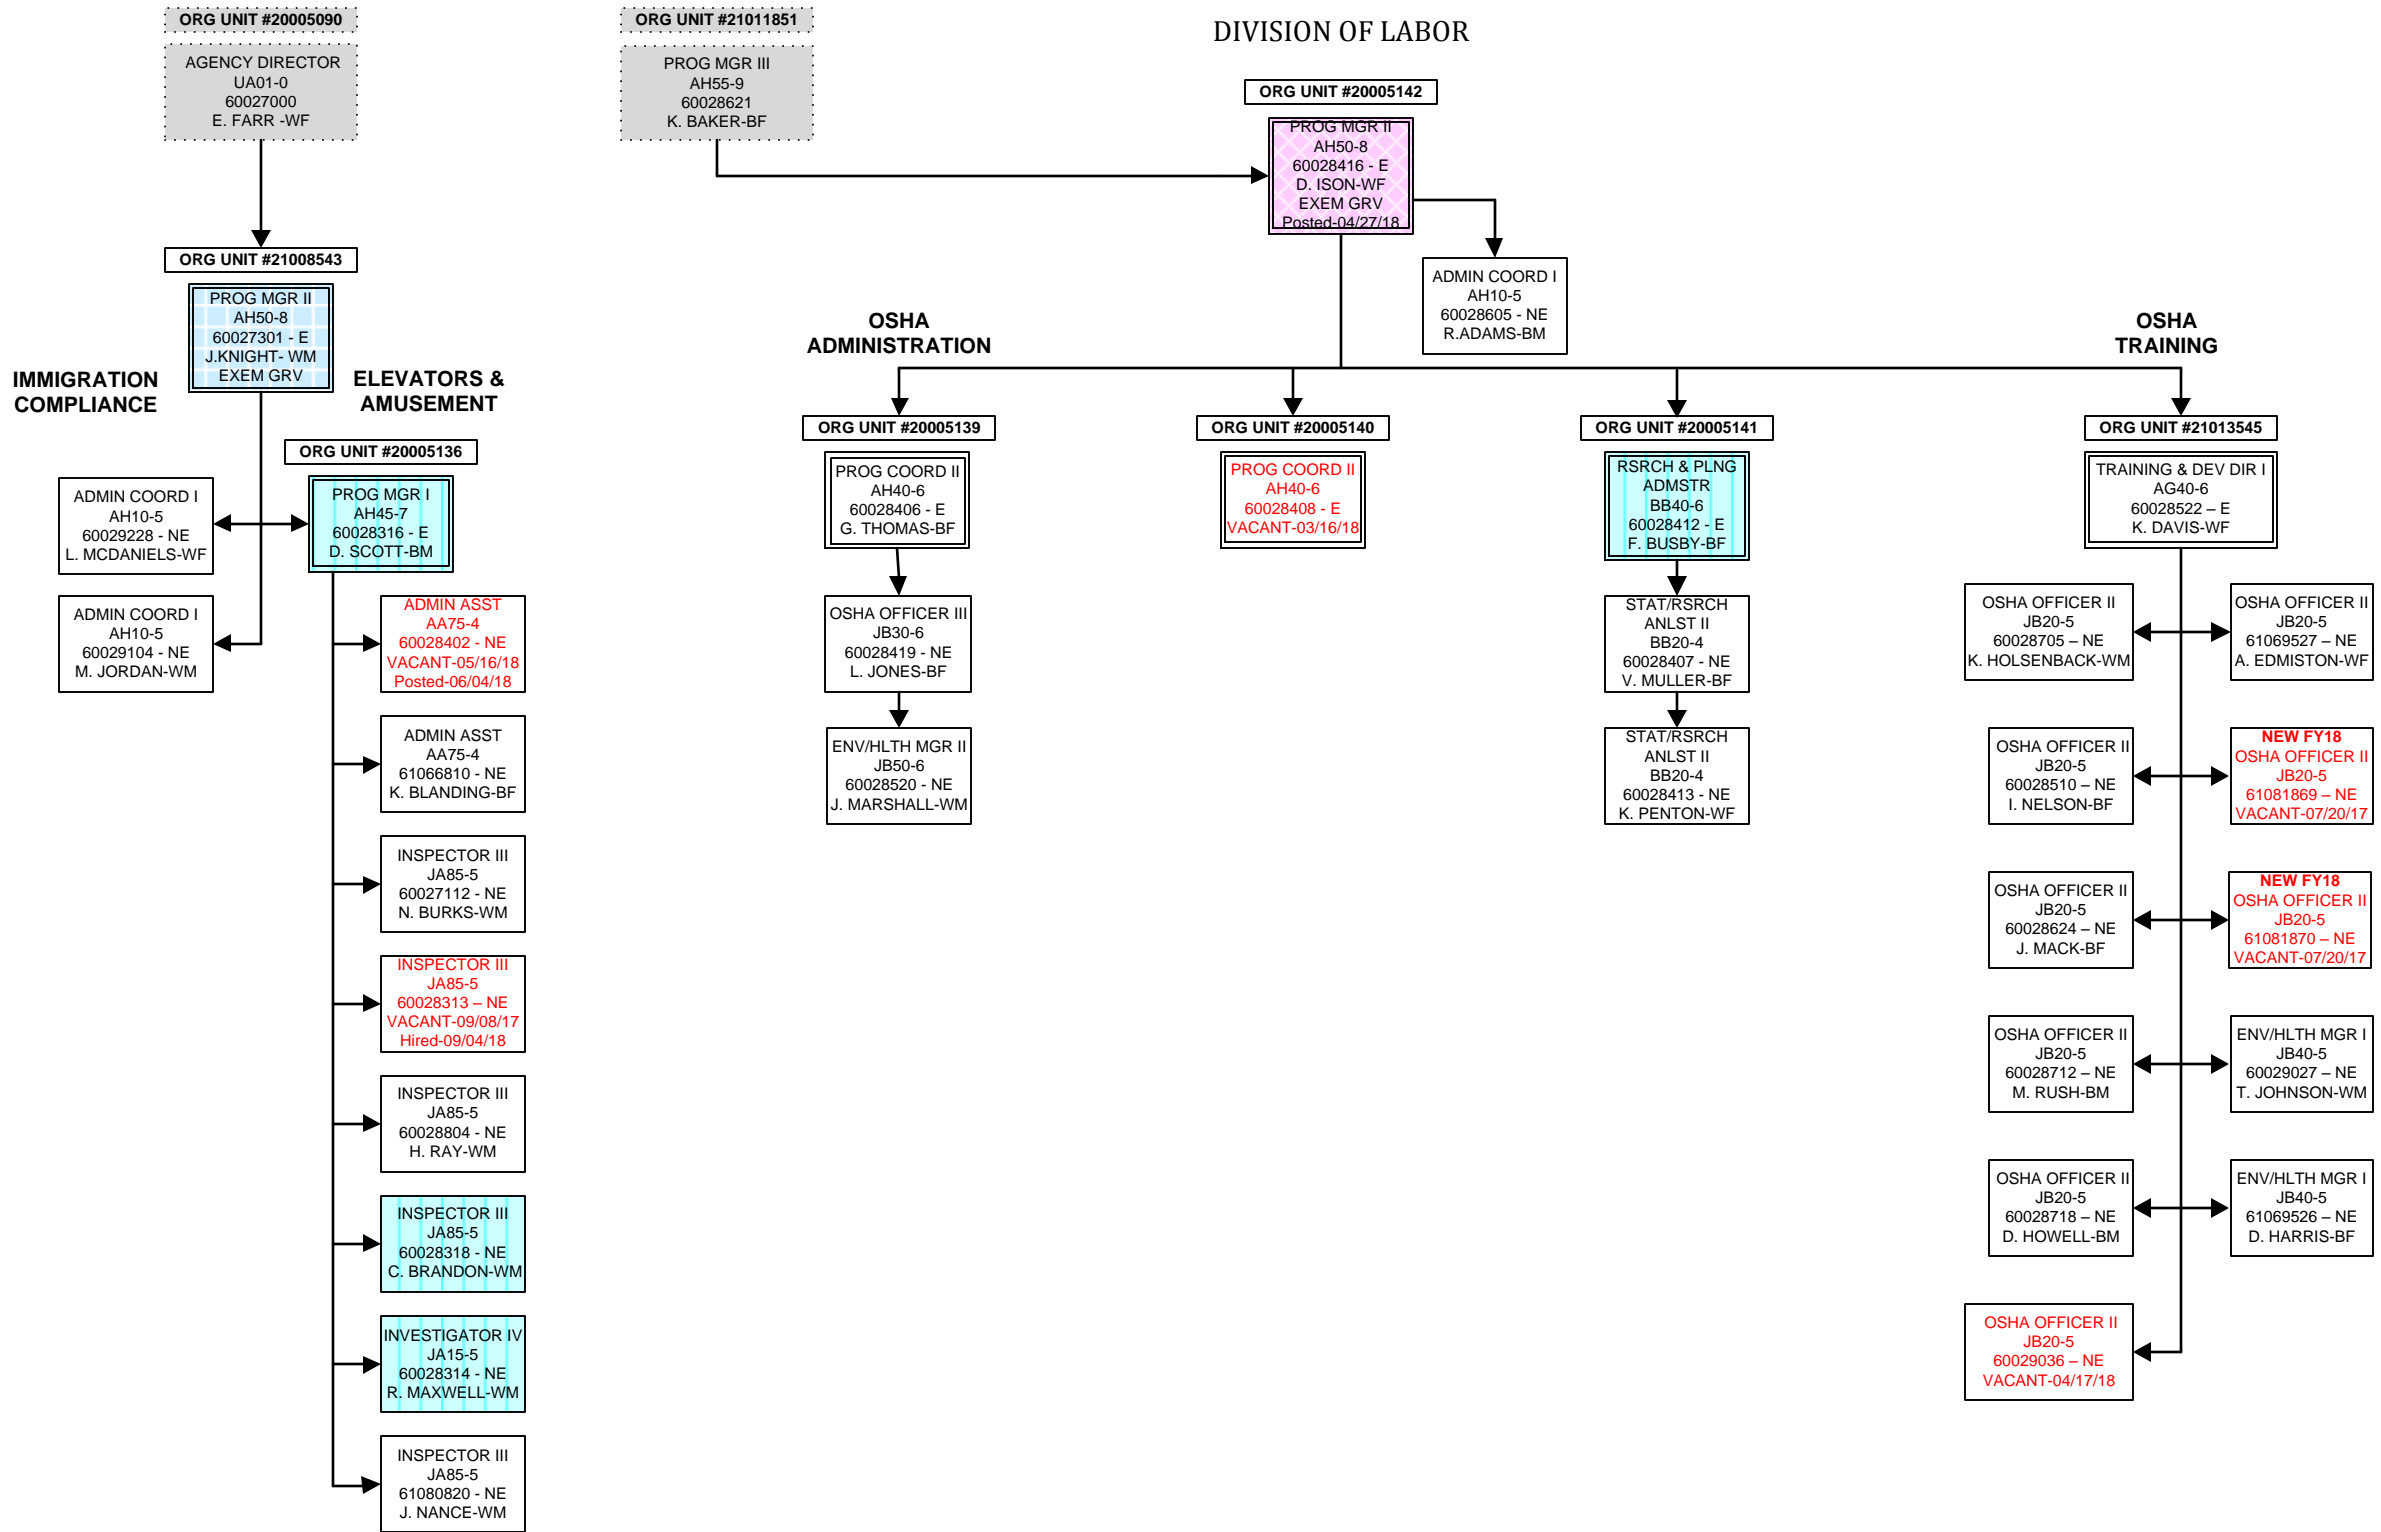 DIVISION OF LABOR
ORG UNIT #20005090
AGENCY DIRECTOR
UA01-0
60027000
E. FARR -WF
ORG UNIT #21011851
PROG MGR III
AH55-9
60028621
K. BAKER-BF
ORG UNIT #20005142
PROG MGR II
AH50-8
60028416 - E
D. ISON-WF
EXEM GRV
Posted-04/27/18
ADMIN COORD I
AH10-5
60028605 - NE
R.ADAMS-BM
ORG UNIT #21008543
PROG MGR II
AH50-8
60027301 - E
J.KNIGHT- WM
EXEM GRV
IMMIGRATION
COMPLIANCE
ELEVATORS &
AMUSEMENT
ADMIN COORD I
AH10-5
60029228 - NE
L. MCDANIELS-WF
ADMIN COORD I
AH10-5
60029104 - NE
M. JORDAN-WM
ORG UNIT #20005136
PROG MGR I
AH45-7
60028316 - E
D. SCOTT-BM
ADMIN ASST
AA75-4
60028402 - NE
VACANT-05/16/18
Posted-06/04/18
ADMIN ASST
AA75-4
61066810 - NE
K. BLANDING-BF
INSPECTOR III
JA85-5
60027112 - NE
N. BURKS-WM
INSPECTOR III
JA85-5
60028313 – NE
VACANT-09/08/17
Hired-09/04/18
INSPECTOR III
JA85-5
60028804 - NE
H. RAY-WM
INSPECTOR III
JA85-5
60028318 - NE
C. BRANDON-WM
INVESTIGATOR IV
JA15-5
60028314 - NE
R. MAXWELL-WM
INSPECTOR III
JA85-5
61080820 - NE
J. NANCE-WM
OSHA
ADMINISTRATION
ORG UNIT #20005139
PROG COORD II
AH40-6
60028406 - E
G. THOMAS-BF
OSHA OFFICER III
JB30-6
60028419 - NE
L. JONES-BF
ENV/HLTH MGR II
JB50-6
60028520 - NE
J. MARSHALL-WM
ORG UNIT #20005140
PROG COORD II
AH40-6
60028408 - E
VACANT-03/16/18
ORG UNIT #20005141
RSRCH & PLNG
ADMSTR
BB40-6
60028412 - E
F. BUSBY-BF
STAT/RSRCH
ANLST II
BB20-4
60028407 - NE
V. MULLER-BF
STAT/RSRCH
ANLST II
BB20-4
60028413 - NE
K. PENTON-WF
OSHA
TRAINING
ORG UNIT #21013545
TRAINING & DEV DIR I
AG40-6
60028522 – E
K. DAVIS-WF
OSHA OFFICER II
JB20-5
60028705 – NE
K. HOLSENBACK-WM
OSHA OFFICER II
JB20-5
61069527 – NE
A. EDMISTON-WF
OSHA OFFICER II
JB20-5
60028510 – NE
I. NELSON-BF
NEW FY18
OSHA OFFICER II
JB20-5
61081869 – NE
VACANT-07/20/17
OSHA OFFICER II
JB20-5
60028624 – NE
J. MACK-BF
NEW FY18
OSHA OFFICER II
JB20-5
61081870 – NE
VACANT-07/20/17
OSHA OFFICER II
JB20-5
60028712 – NE
M. RUSH-BM
ENV/HLTH MGR I
JB40-5
60029027 – NE
T. JOHNSON-WM
OSHA OFFICER II
JB20-5
60028718 – NE
D. HOWELL-BM
ENV/HLTH MGR I
JB40-5
61069526 – NE
D. HARRIS-BF
OSHA OFFICER II
JB20-5
60029036 – NE
VACANT-04/17/18